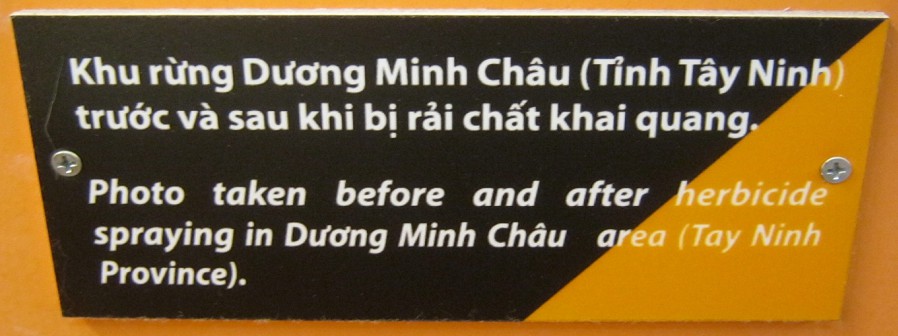 Khu rừng Dương Minh Châu (Tỉnh Tây Ninh)
trước và sau khi bị rải chất khai quang.
Photo taken before and after herbicide
spraying in Dương Minh Châu area (Tay Ninh
Province).